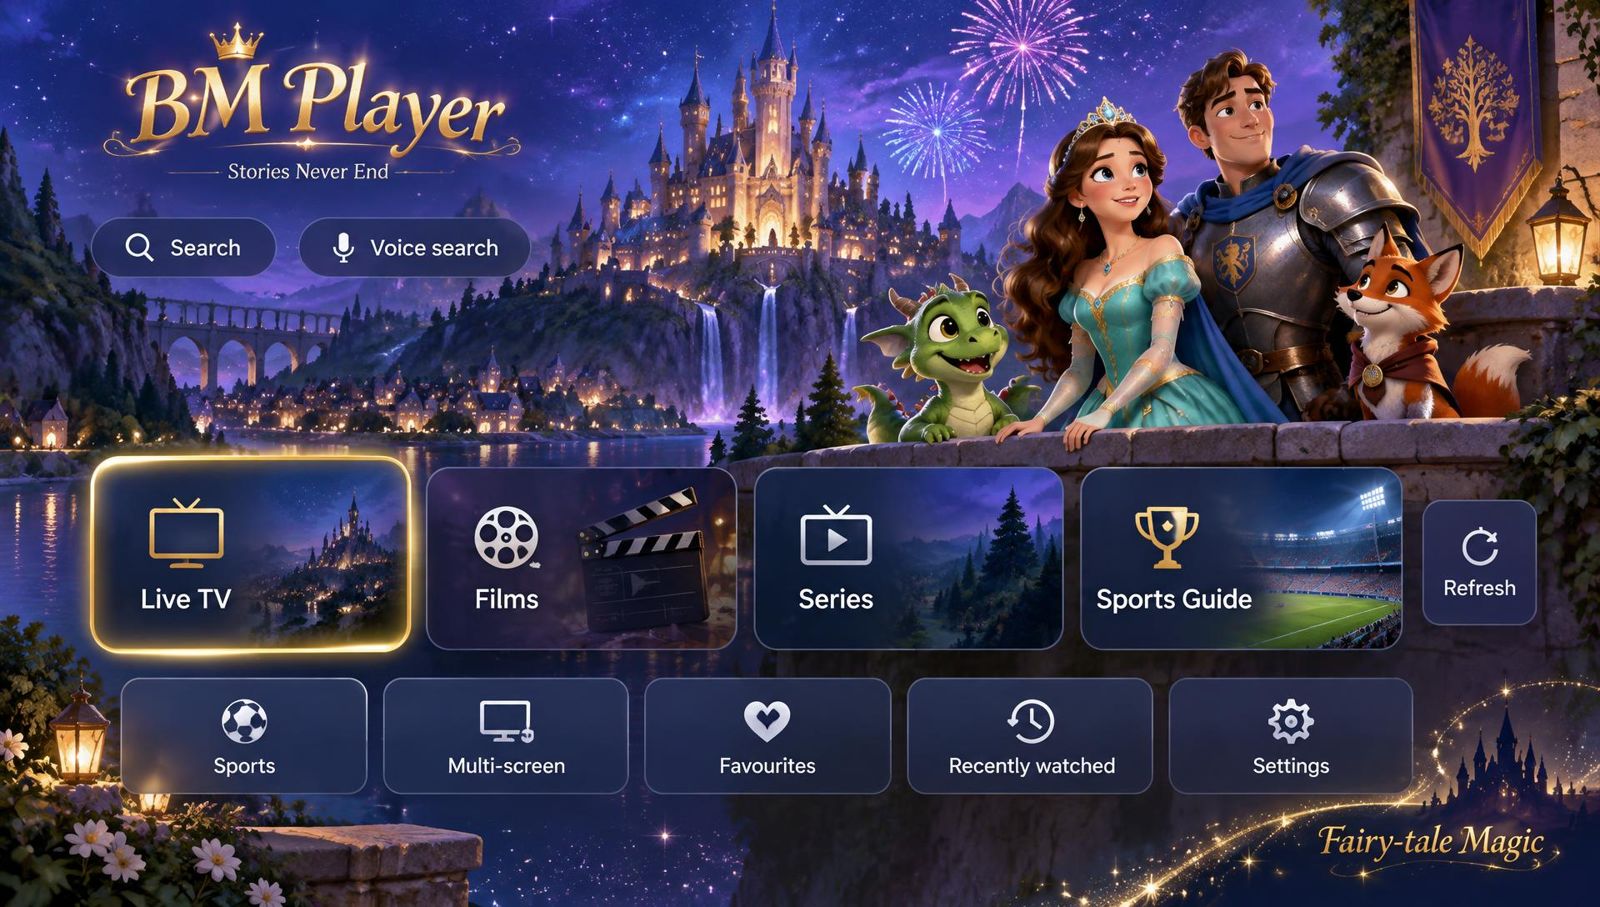 BM Player
Stories Never End
Search
Voice search
Live TV
Films
Series
Sports Guide
Refresh
Sports
Multi-screen
Favourites
Recently watched
Settings
Fairy-tale Magic